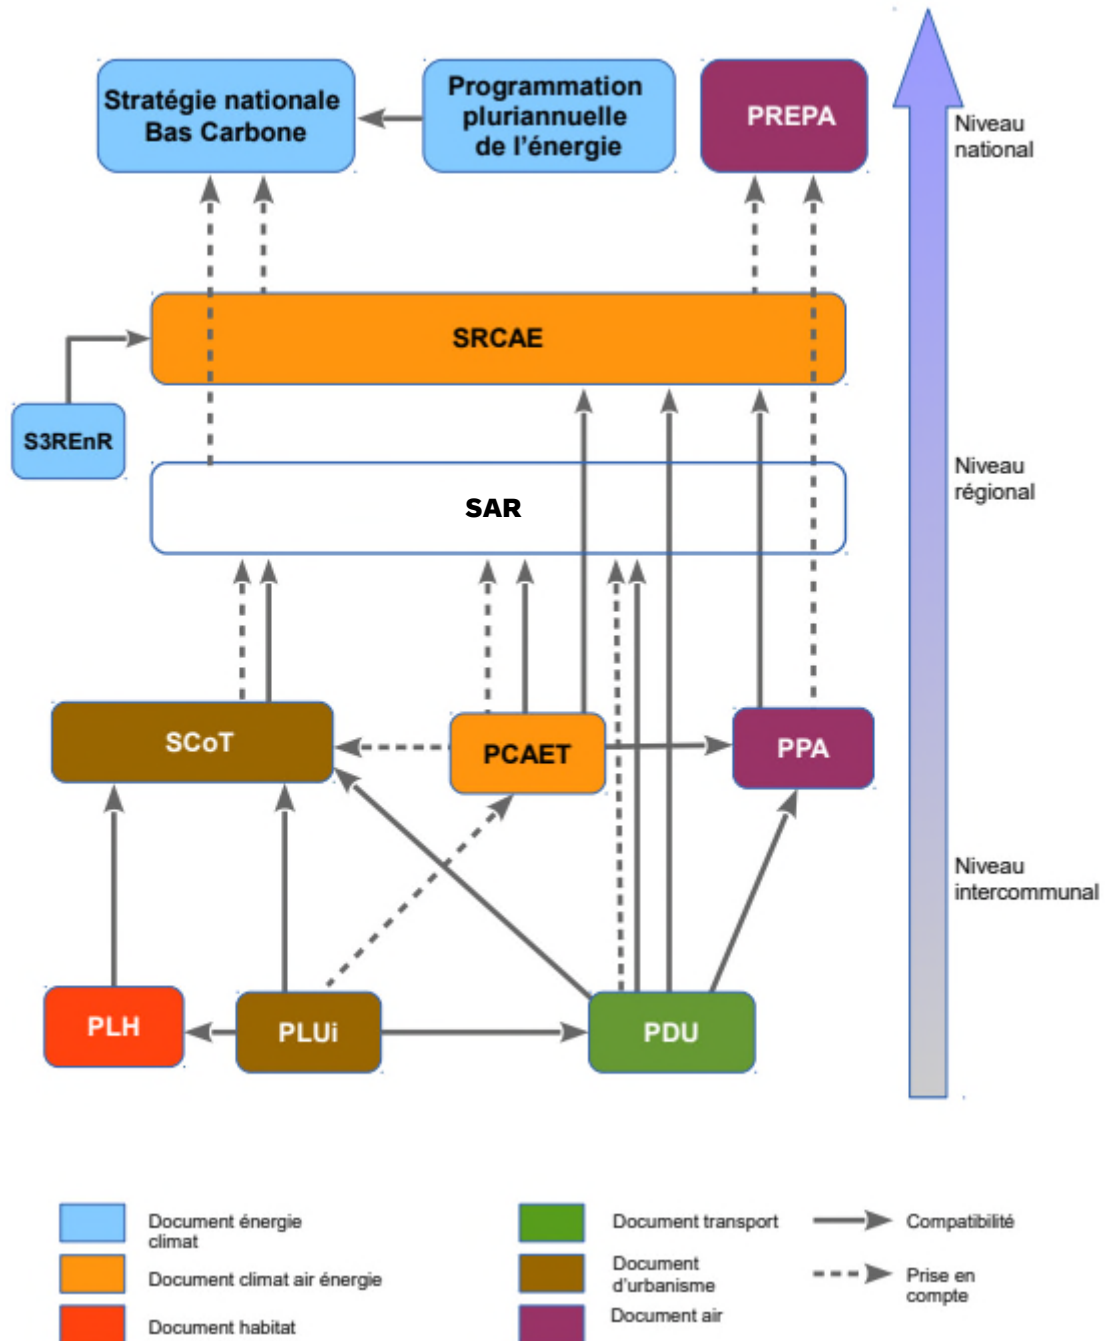 Stratégie nationale
Bas Carbone
Programmation
pluriannuelle
de l'énergie
PREPA
Niveau
national
SRCAE
S3REnR
SAR
Niveau
régional
SCoT
PCAET
PPA
Niveau
intercommunal
PLH
PLUi
PDU
Document énergie
climat
Document climat air énergie
Document habitat
Document transport
Document
d'urbanisme
Document air
Compatibilité
Prise en
compte